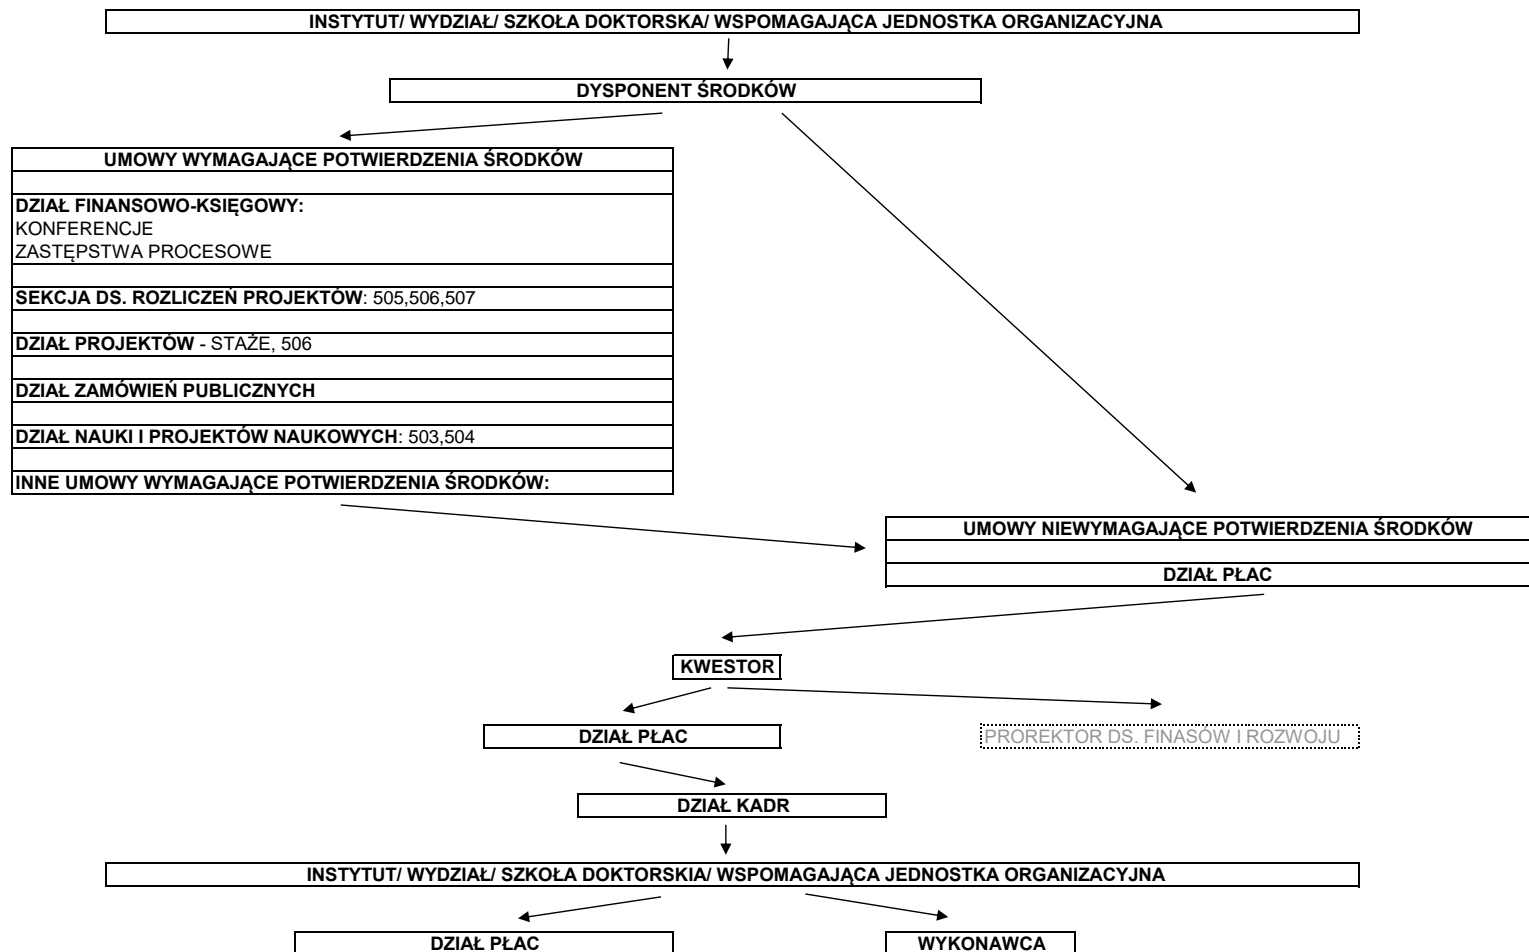 INSTYTUT/ WYDZIAŁ/ SZKOŁA DOKTORSKA/ WSPOMAGAJĄCA JEDNOSTKA ORGANIZACYJNA
DYSPONENT ŚRODKÓW
UMOWY WYMAGAJĄCE POTWIERDZENIA ŚRODKÓW
DZIAŁ FINANSOWO-KSIĘGOWY:
KONFERENCJE
ZASTĘPSTWA PROCESOWE
SEKCJA DS. ROZLICZEŃ PROJEKTÓW: 505,506,507
DZIAŁ PROJEKTÓW - STAŻE, 506
DZIAŁ ZAMÓWIEŃ PUBLICZNYCH
DZIAŁ NAUKI I PROJEKTÓW NAUKOWYCH: 503,504
INNE UMOWY WYMAGAJĄCE POTWIERDZENIA ŚRODKÓW:
UMOWY NIEWYMAGAJĄCE POTWIERDZENIA ŚRODKÓW
DZIAŁ PŁAC
KWESTOR
DZIAŁ PŁAC
PROREKTOR DS. FINASÓW I ROZWOJU
DZIAŁ KADR
INSTYTUT/ WYDZIAŁ/ SZKOŁA DOKTORSKIA/ WSPOMAGAJĄCA JEDNOSTKA ORGANIZACYJNA
DZIAŁ PŁAC
WYKONAWCA